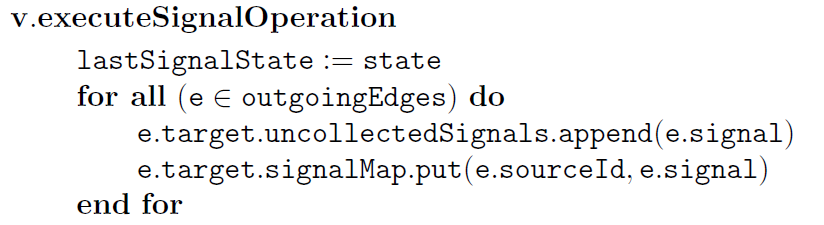 v.executeSignalOperation
lastSignalState := state
for all (e ∈ outgoingEdges) do
e.target.uncollectedSignals.append(e.signal)
e.target.signalMap.put(e.sourceId, e.signal)
end for